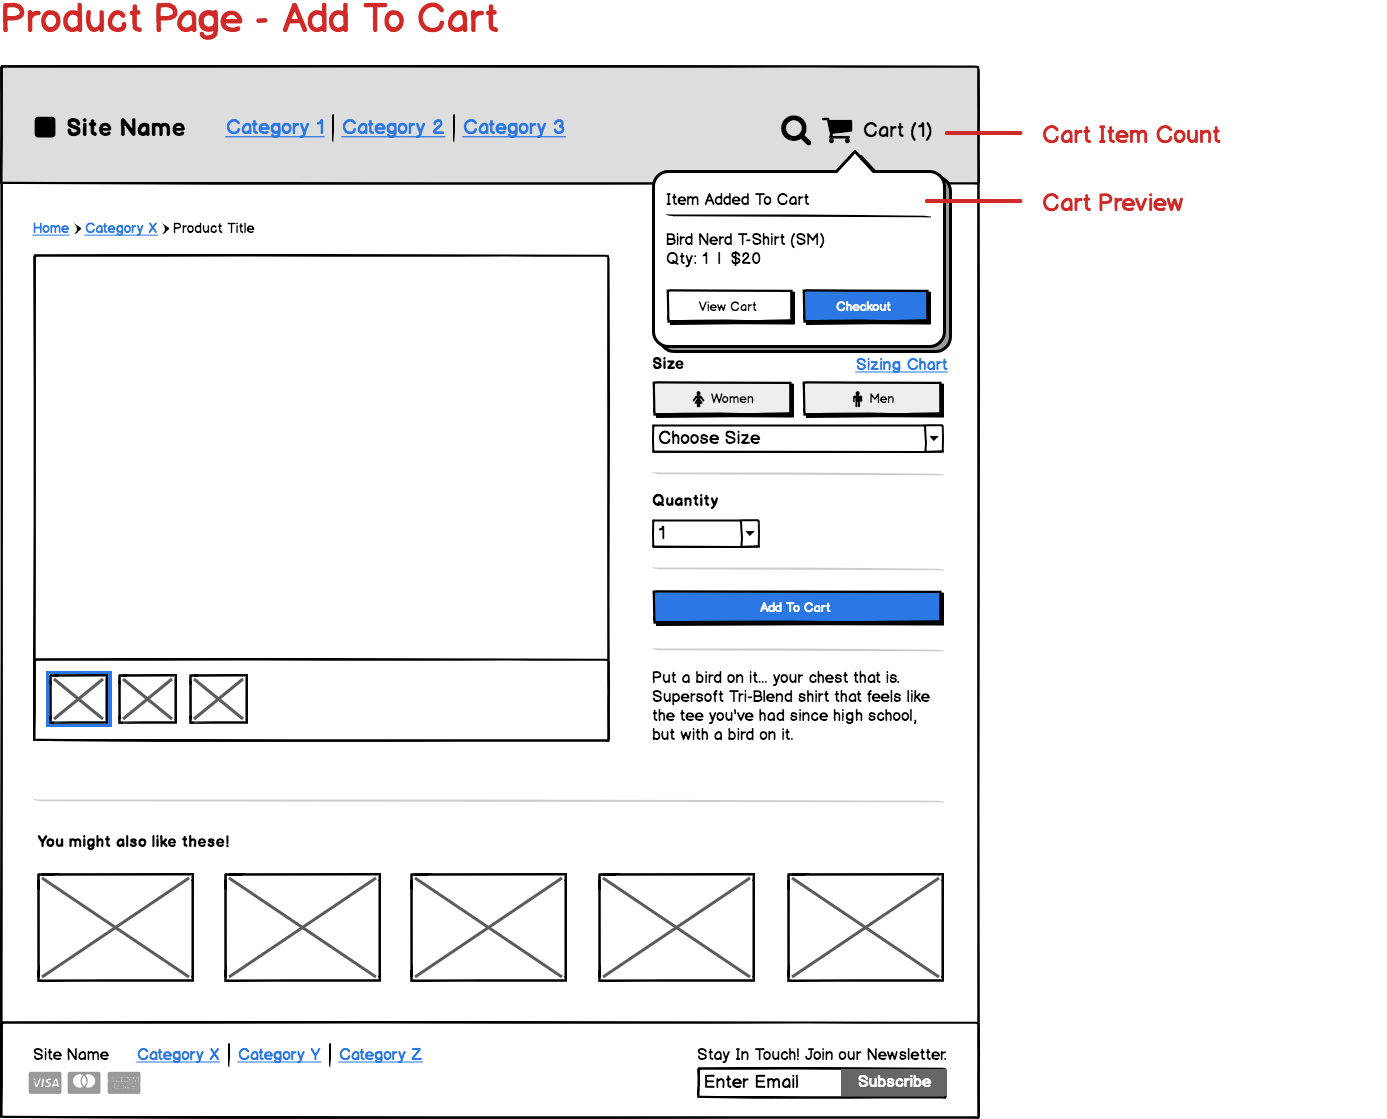 Product Page - Add To Cart
Site Name
Category 1
Category 2
Category 3
Cart (1)
Cart Item Count
Item Added To Cart
Cart Preview
Home
Category X
Product Title
Bird Nerd T-Shirt (SM)
Qty: 1 | $20
View Cart
Checkout
Size
Sizing Chart
Women
Men
Choose Size
Quantity
1
Add To Cart
Put a bird on it... your chest that is.
Supersoft Tri-Blend shirt that feels like
the tee you've had since high school,
but with a bird on it.
You might also like these!
Site Name
Category X
Category Y
Category Z
Stay In Touch! Join our Newsletter.
VISA
Enter Email
Subscribe